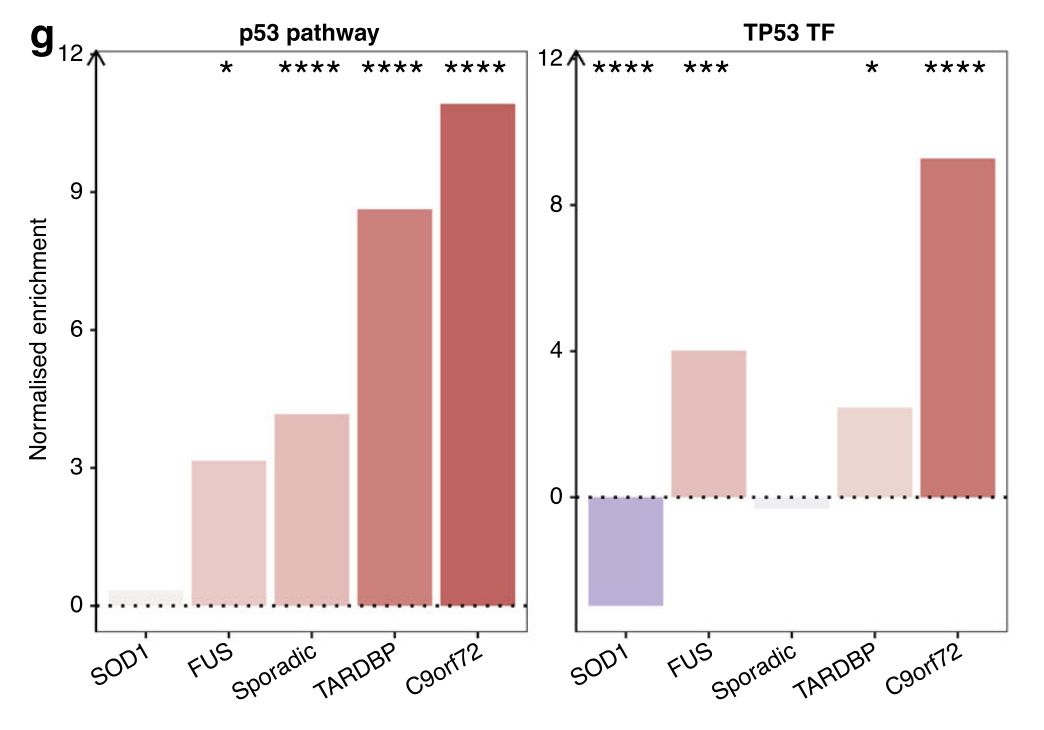 g
p53 pathway
TP53 TF
Normalised enrichment
12
9
6
3
0
* **** **** ****
SOD1 FUS Sporadic TARDBP C9orf72
12
8
4
0
**** *** * ****
SOD1 FUS Sporadic TARDBP C9orf72